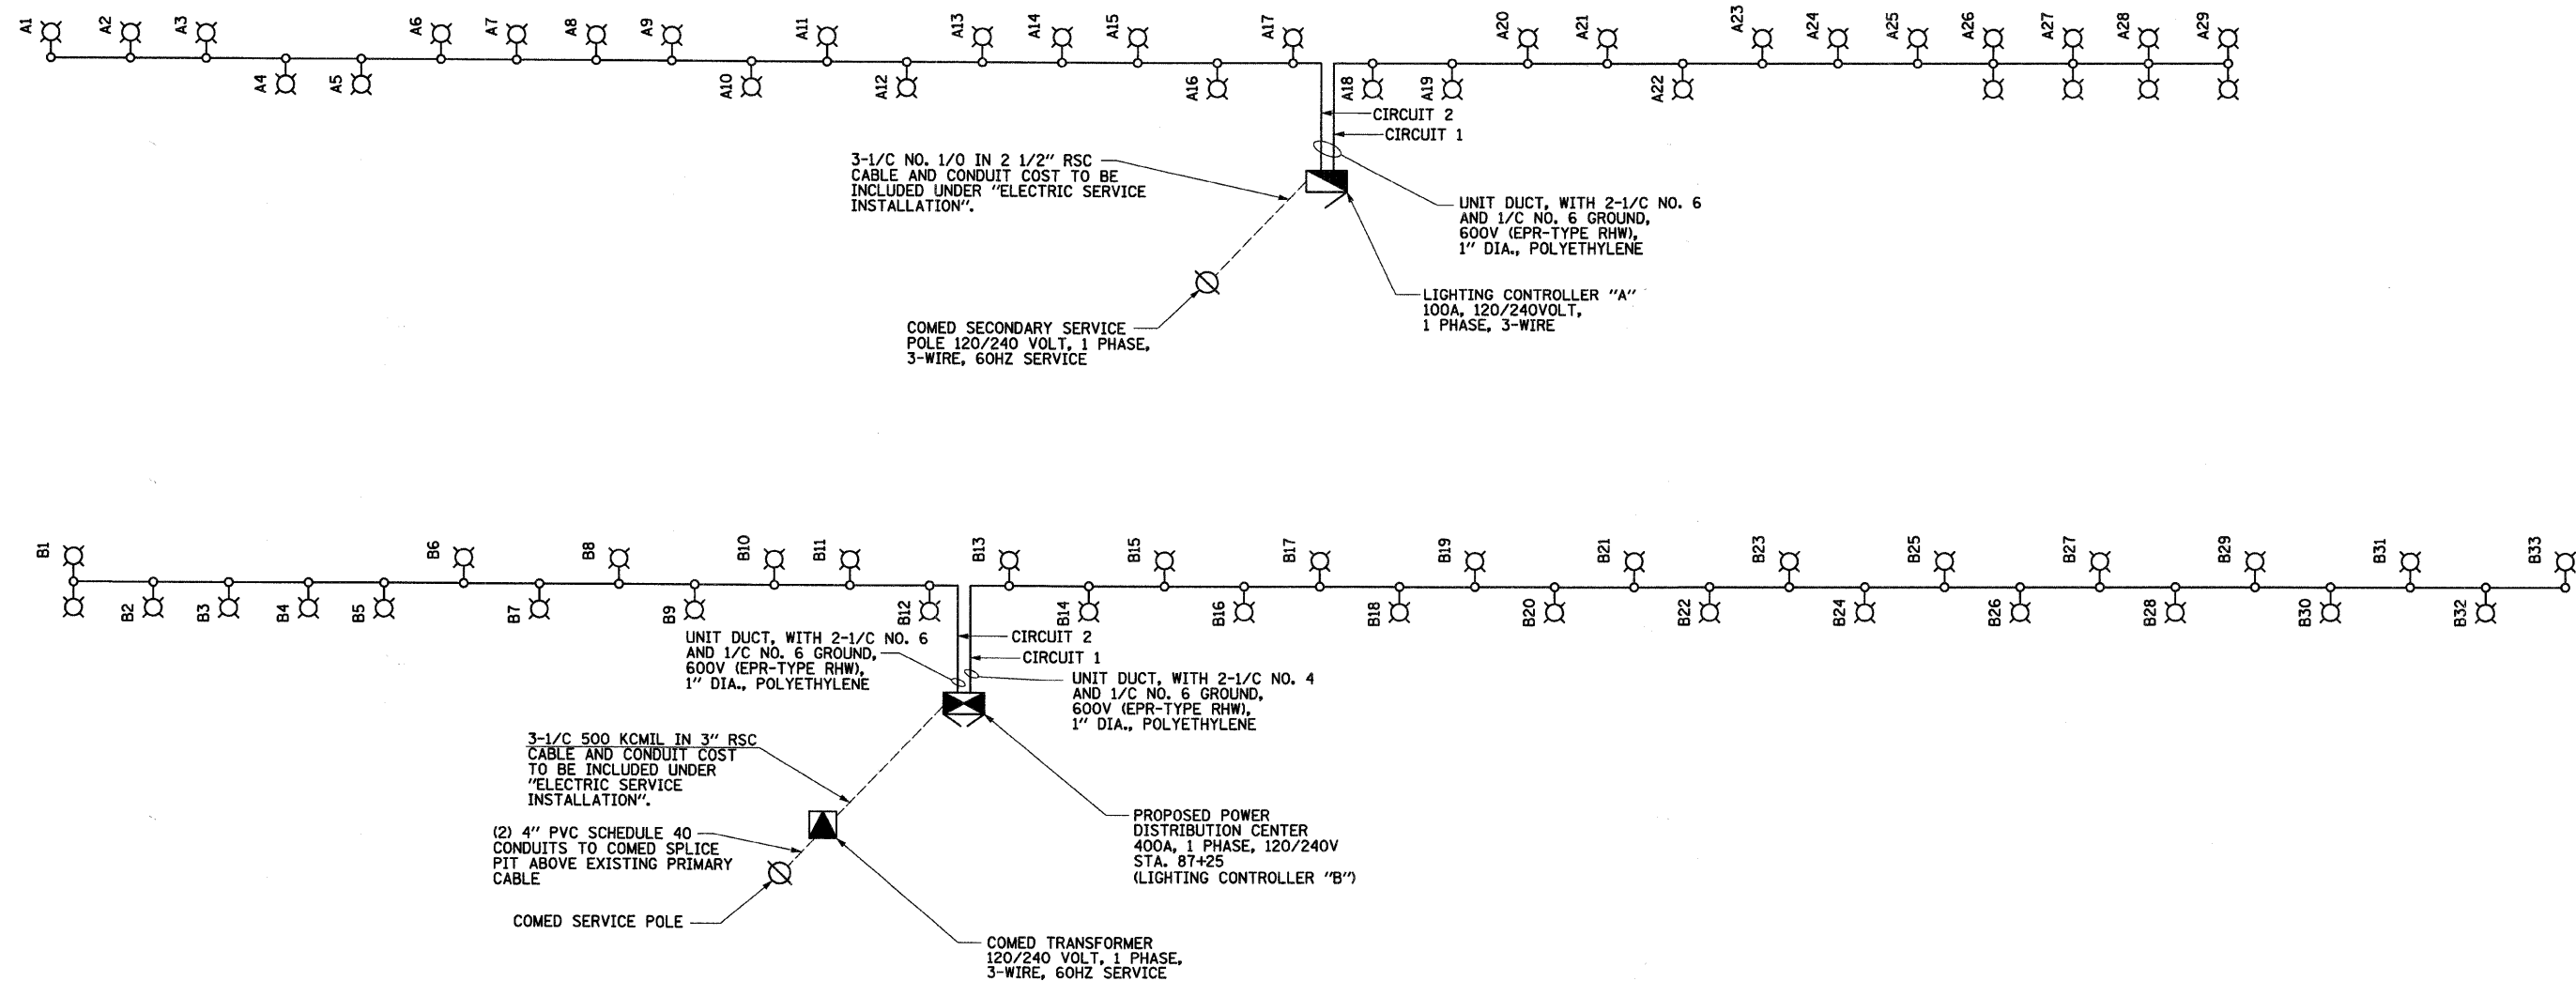 A1
A2
A3
A4
A5
A6
A7
A8
A9
A10
A11
A12
A13
A14
A15
A16
A17
A18
A19
A20
A21
A22
A23
A24
A25
A26
A27
A28
A29
CIRCUIT 2
CIRCUIT 1
3-1/C NO. 1/0 IN 2 1/2" RSC
CABLE AND CONDUIT COST TO BE
INCLUDED UNDER "ELECTRIC SERVICE
INSTALLATION".
UNIT DUCT, WITH 2-1/C NO. 6
AND 1/C NO. 6 GROUND,
600V (EPR-TYPE RHW),
1" DIA., POLYETHYLENE
LIGHTING CONTROLLER "A"
100A, 120/240VOLT,
1 PHASE, 3-WIRE
COMED SECONDARY SERVICE
POLE 120/240 VOLT, 1 PHASE,
3-WIRE, 60HZ SERVICE
B1
B2
B3
B4
B5
B6
B7
B8
B9
B10
B11
B12
B13
B14
B15
B16
B17
B18
B19
B20
B21
B22
B23
B24
B25
B26
B27
B28
B29
B30
B31
B32
B33
UNIT DUCT, WITH 2-1/C NO. 6
AND 1/C NO. 6 GROUND,
600V (EPR-TYPE RHW),
1" DIA., POLYETHYLENE
CIRCUIT 2
CIRCUIT 1
UNIT DUCT, WITH 2-1/C NO. 4
AND 1/C NO. 6 GROUND,
600V (EPR-TYPE RHW),
1" DIA., POLYETHYLENE
3-1/C 500 KCMIL IN 3" RSC
CABLE AND CONDUIT COST
TO BE INCLUDED UNDER
"ELECTRIC SERVICE
INSTALLATION".
(2) 4" PVC SCHEDULE 40
CONDUITS TO COMED SPLICE
PIT ABOVE EXISTING PRIMARY
CABLE
COMED SERVICE POLE
PROPOSED POWER
DISTRIBUTION CENTER
400A, 1 PHASE, 120/240V
STA. 87+25
(LIGHTING CONTROLLER "B")
COMED TRANSFORMER
120/240 VOLT, 1 PHASE,
3-WIRE, 60HZ SERVICE